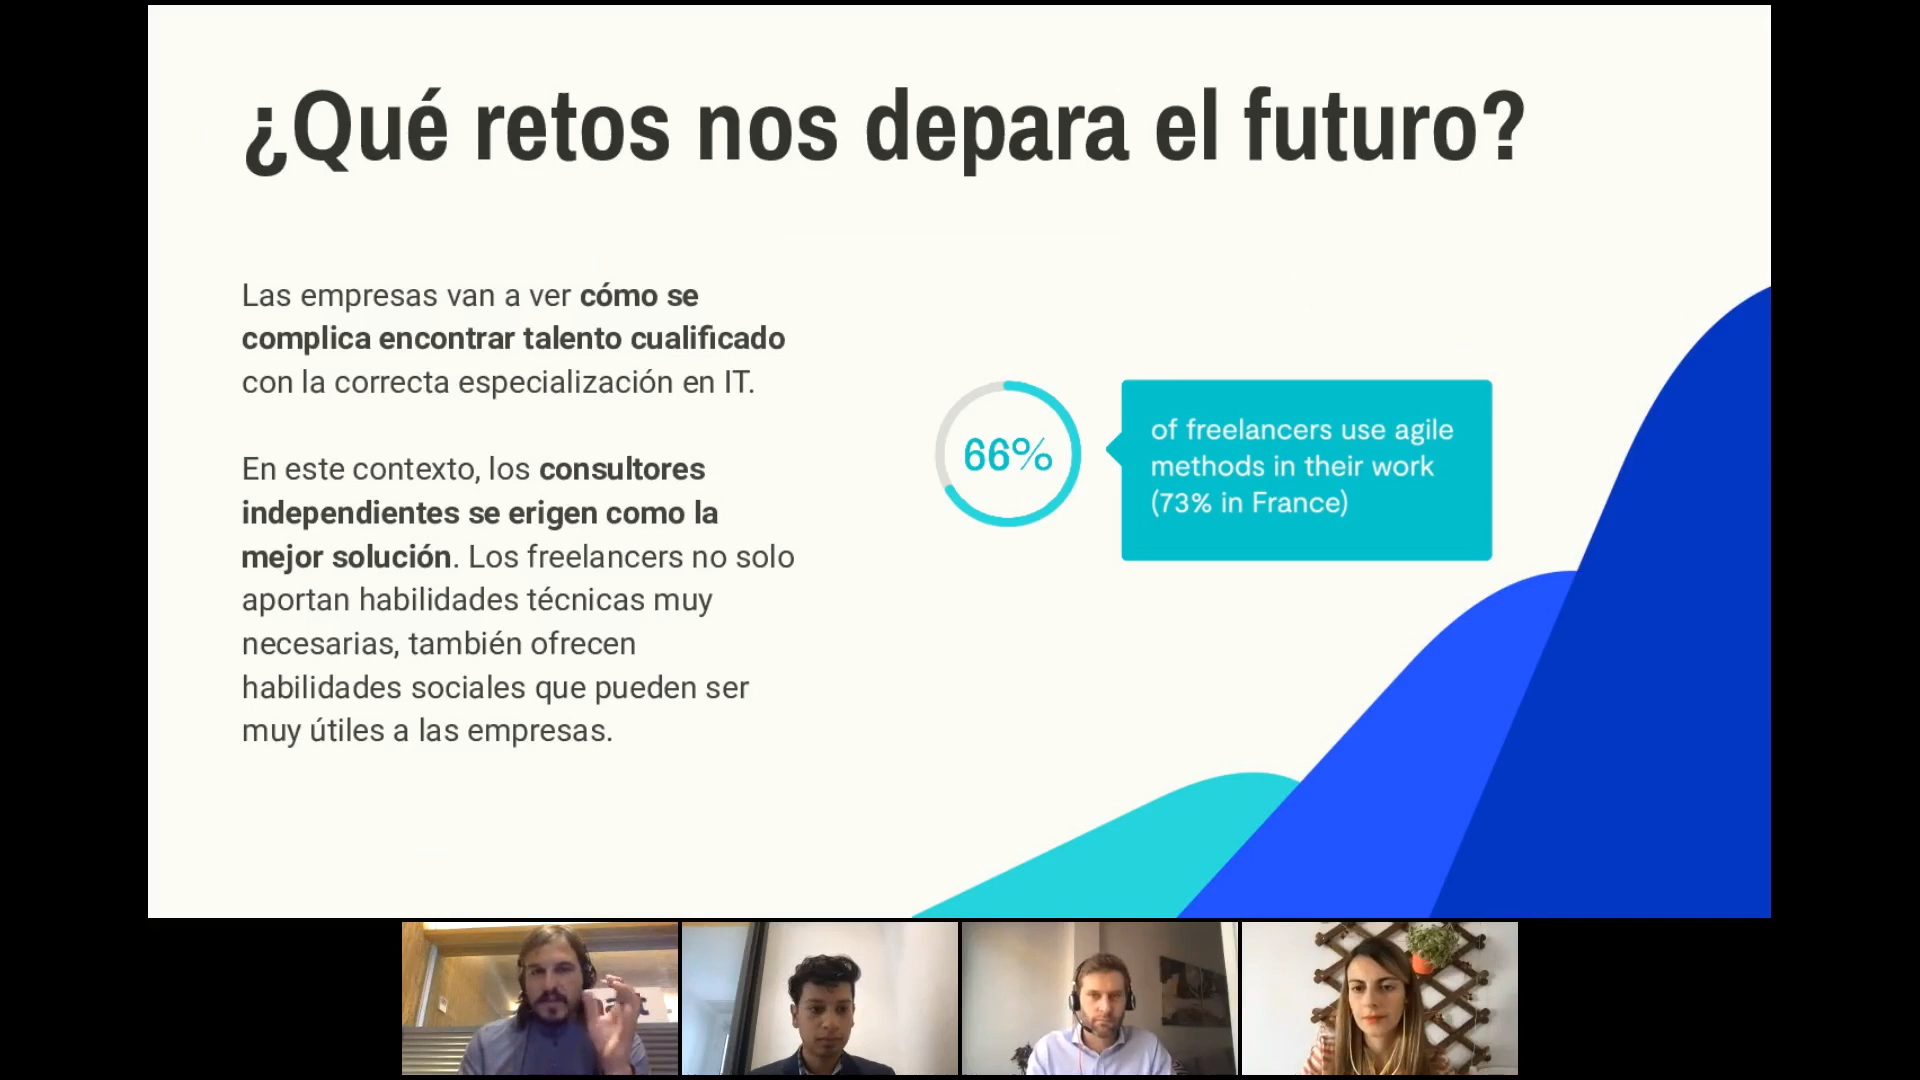 ¿Qué retos nos depara el futuro?
Las empresas van a ver cómo se
complica encontrar talento cualificado
con la correcta especialización en IT.
En este contexto, los consultores
independientes se erigen como la
mejor solución. Los freelancers no solo
aportan habilidades técnicas muy
necesarias, también ofrecen
habilidades sociales que pueden ser
muy útiles a las empresas.
66%
of freelancers use agile
methods in their work
(73% in France)